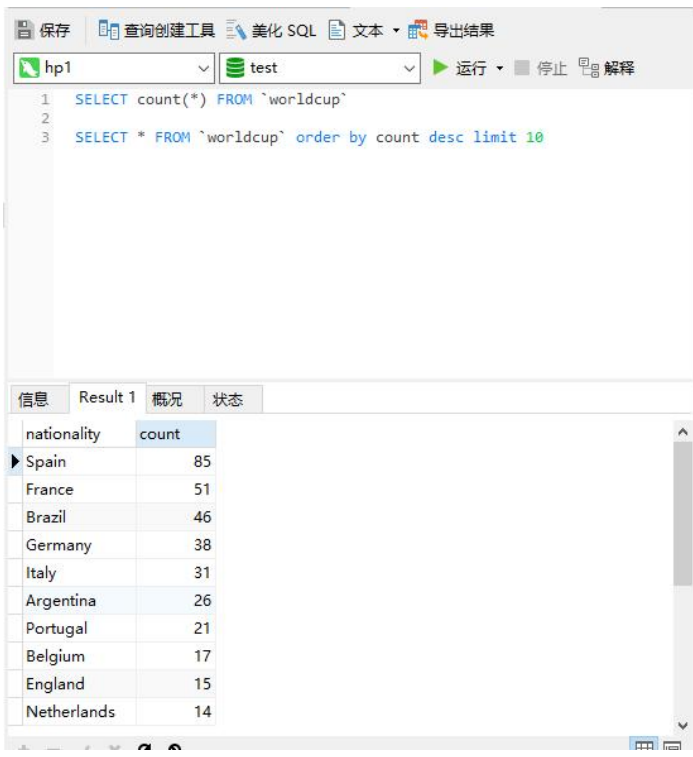 保存 查询创建工具 美化 SQL 文本 导出结果
hp1 test 运行 停止 解释
1 SELECT count(*) FROM `worldcup`
2
3 SELECT * FROM `worldcup` order by count desc limit 10
信息 Result 1 概况 状态
nationality count
Spain 85
France 51
Brazil 46
Germany 38
Italy 31
Argentina 26
Portugal 21
Belgium 17
England 15
Netherlands 14